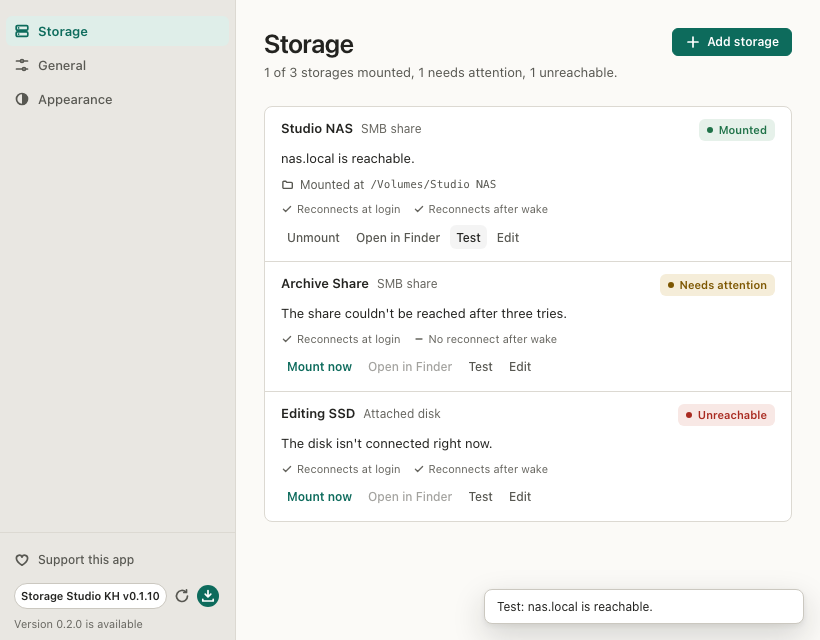 Storage
General
Appearance
Support this app
Storage Studio KH v0.1.10
Version 0.2.0 is available
Storage
Add storage
1 of 3 storages mounted, 1 needs attention, 1 unreachable.
Studio NAS SMB share
Mounted
nas.local is reachable.
Mounted at /Volumes/Studio NAS
Reconnects at login Reconnects after wake
Unmount Open in Finder Test Edit
Archive Share SMB share
Needs attention
The share couldn't be reached after three tries.
Reconnects at login No reconnect after wake
Mount now Open in Finder Test Edit
Editing SSD Attached disk
Unreachable
The disk isn't connected right now.
Reconnects at login Reconnects after wake
Mount now Open in Finder Test Edit
Test: nas.local is reachable.